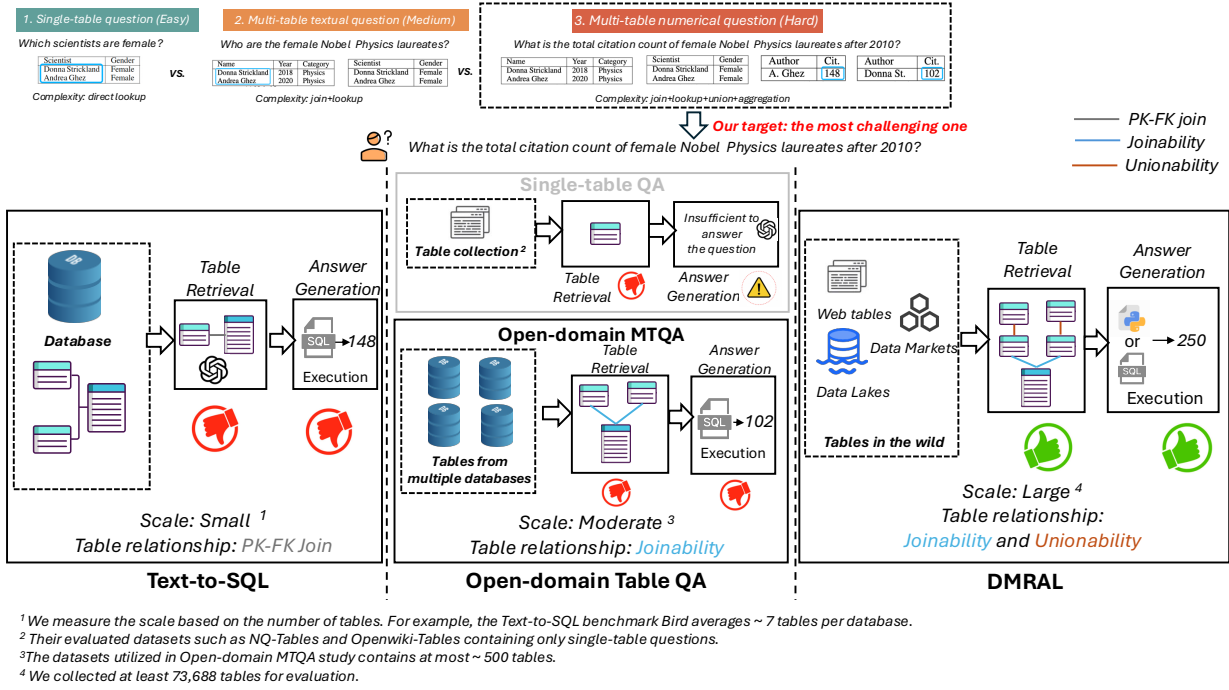 1. Single-table question (Easy)
Which scientists are female?
Scientist Gender
Donna Strickland Female
Andrea Ghez Female
Complexity: direct lookup
vs.
2. Multi-table textual question (Medium)
Who are the female Nobel Physics laureates?
Name Year Category
Donna Strickland 2018 Physics
Andrea Ghez 2020 Physics
Scientist Gender
Donna Strickland Female
Andrea Ghez Female
Complexity: join+lookup
vs.
3. Multi-table numerical question (Hard)
What is the total citation count of female Nobel Physics laureates after 2010?
Name Year Category
Donna Strickland 2018 Physics
Andrea Ghez 2020 Physics
Scientist Gender
Donna Strickland Female
Andrea Ghez Female
Author Cit.
A. Ghez 148
Author Cit.
Donna St. 102
Complexity: join+lookup+union+aggregation
Our target: the most challenging one
?
What is the total citation count of female Nobel Physics laureates after 2010?
PK-FK join
Joinability
Unionability
DB
Database
Table
Retrieval
Answer
Generation
SQL
148
Execution
Scale: Small 1
Table relationship: PK-FK Join
Text-to-SQL
Single-table QA
Table collection 2
Table
Retrieval
Insufficient to
answer
the question
Answer
Generation
Open-domain MTQA
DB
DB
DB
DB
Tables from
multiple databases
Table
Retrieval
Answer
Generation
SQL
102
Execution
Scale: Moderate 3
Table relationship: Joinability
Open-domain Table QA
Web tables
Data Markets
Data Lakes
Tables in the wild
Table
Retrieval
Answer
Generation
or
SQL
250
Execution
Scale: Large 4
Table relationship:
Joinability and Unionability
DMRAL
1 We measure the scale based on the number of tables. For example, the Text-to-SQL benchmark Bird averages ~ 7 tables per database.
2 Their evaluated datasets such as NQ-Tables and Openwiki-Tables containing only single-table questions.
3The datasets utilized in Open-domain MTQA study contains at most ~ 500 tables.
4 We collected at least 73,688 tables for evaluation.